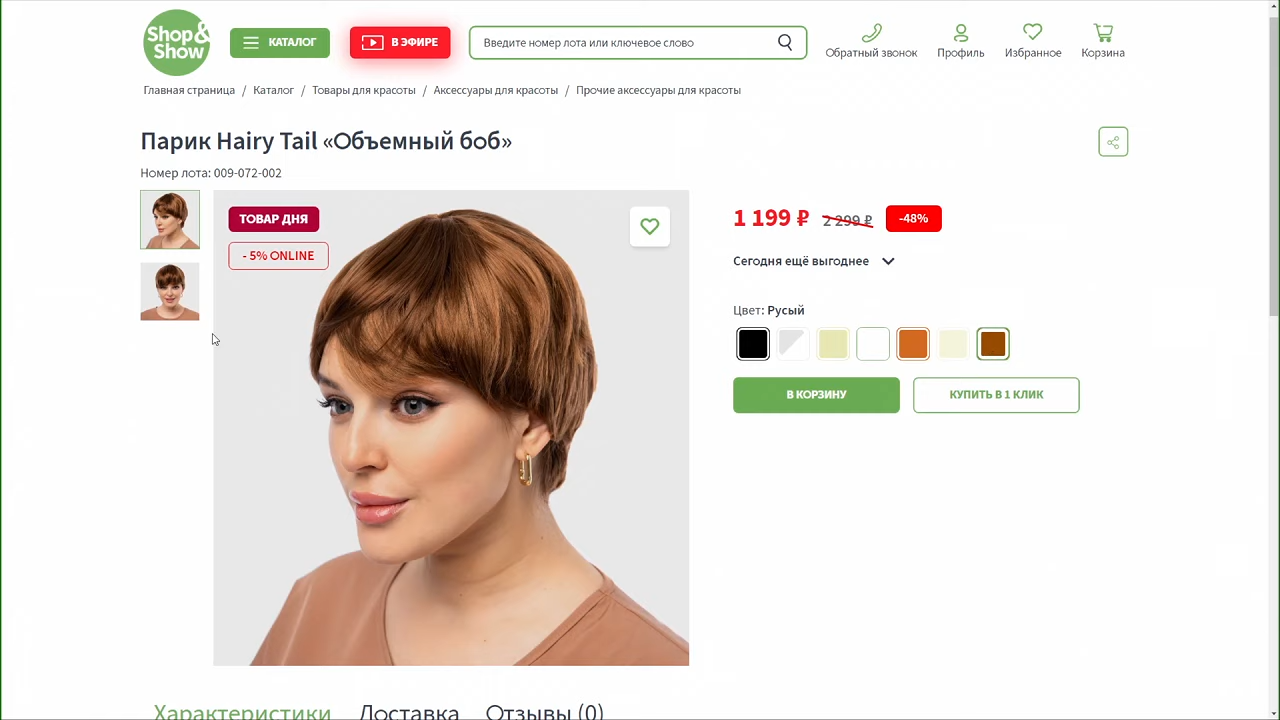 Shop&
Show
КАТАЛОГ
В ЭФИРЕ
Введите номер лота или ключевое слово
Обратный звонок
Профиль
Избранное
Корзина
Главная страница / Каталог / Товары для красоты / Аксессуары для красоты / Прочие аксессуары для красоты
Парик Hairy Tail «Объемный боб»
Номер лота: 009-072-002
ТОВАР ДНЯ
- 5% ONLINE
1 199 ₽ 2 299 ₽ -48%
Сегодня ещё выгоднее
Цвет: Русый
В КОРЗИНУ
КУПИТЬ В 1 КЛИК
Характеристики Доставка Отзывы (0)